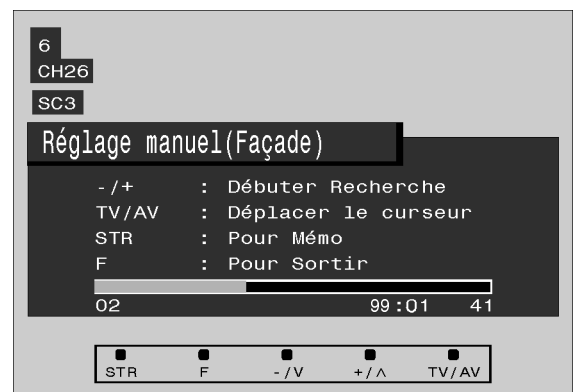 6
CH26
SC3
Réglage manuel(Façade)
-/+ : Débuter Recherche
TV/AV : Déplacer le curseur
STR : Pour Mémo
F : Pour Sortir
02 99:01 41
STR F -/V +/Λ TV/AV